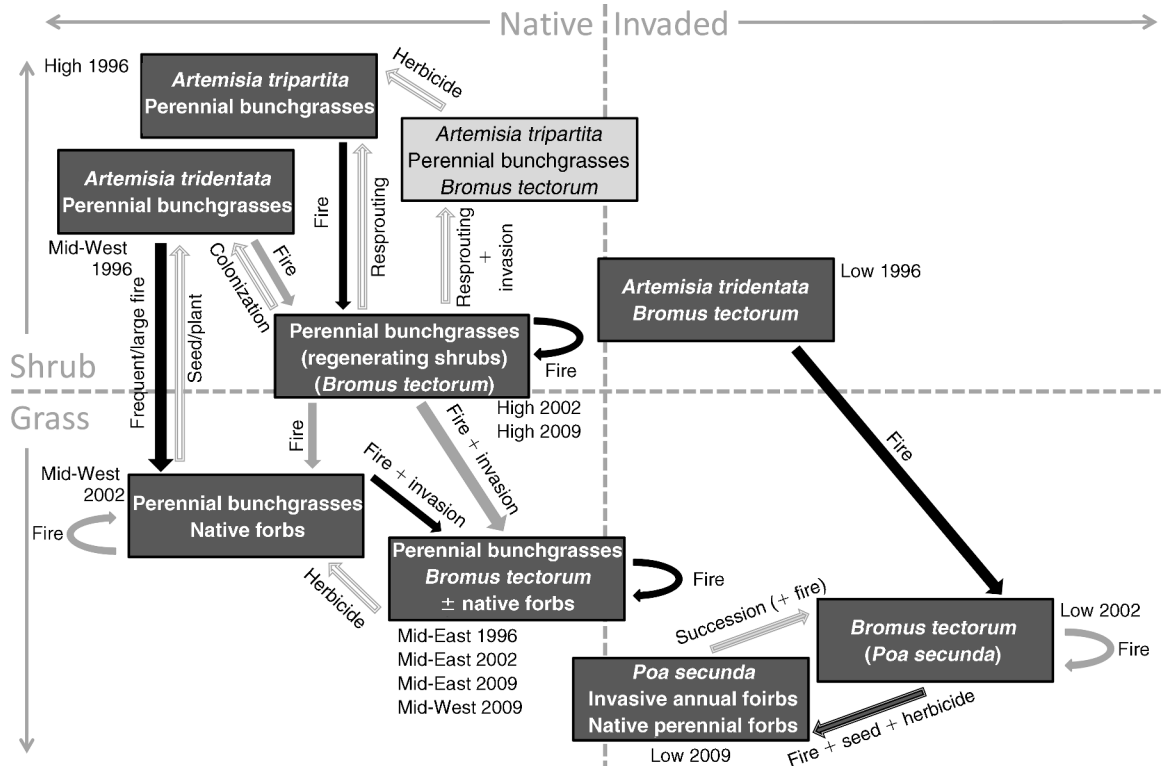 Native Invaded
High 1996
Artemisia tripartita
Perennial bunchgrasses
Herbicide
Artemisia tripartita
Perennial bunchgrasses
Bromus tectorum
Artemisia tridentata
Perennial bunchgrasses
Mid-West
1996
Frequent/large fire
Seed/plant
Colonization
Fire
Fire
Resprouting
Resprouting
+
invasion
Low 1996
Artemisia tridentata
Bromus tectorum
Perennial bunchgrasses
(regenerating shrubs)
(Bromus tectorum)
Fire
Shrub
Grass
High 2002
High 2009
Fire
Fire + invasion
Fire + invasion
Fire
Mid-West
2002
Perennial bunchgrasses
Native forbs
Fire
Herbicide
Perennial bunchgrasses
Bromus tectorum
± native forbs
Fire
Mid-East 1996
Mid-East 2002
Mid-East 2009
Mid-West 2009
Succession (+ fire)
Low 2002
Bromus tectorum
(Poa secunda)
Fire
Poa secunda
Invasive annual foirbs
Native perennial forbs
Low 2009
Fire + seed + herbicide